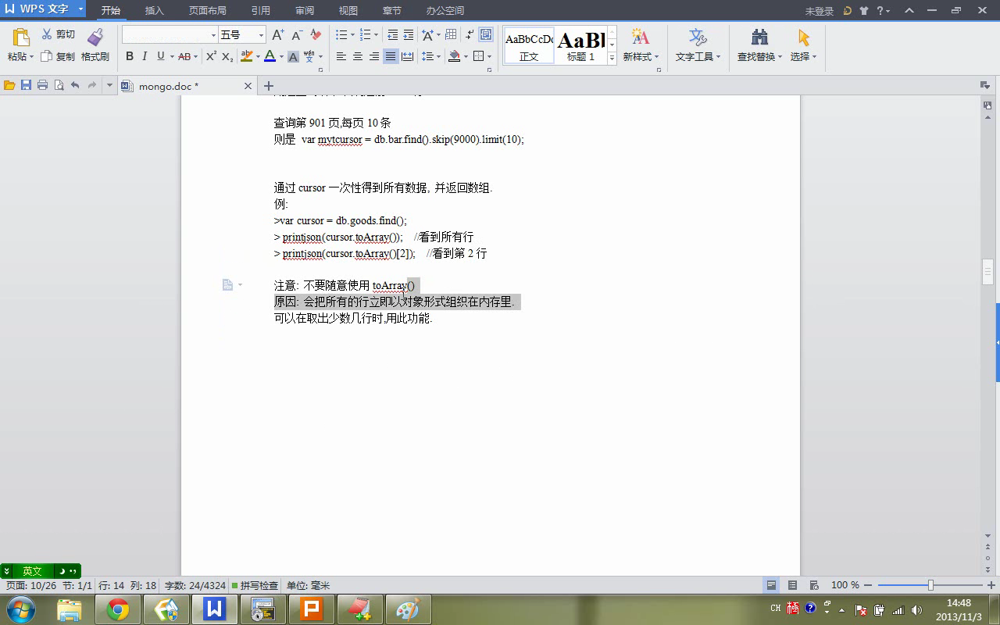 WPS 文字
开始 插入 页面布局 引用 审阅 视图 章节 办公空间 未登录
剪切 五号
粘贴 复制 格式刷
AaBbCcDd AaBl
正文 标题 1 新样式 文字工具 查找替换 选择
mongo.doc *
查询第 901 页,每页 10 条
则是 var mytcursor = db.bar.find().skip(9000).limit(10);
通过 cursor 一次性得到所有数据, 并返回数组.
例:
>var cursor = db.goods.find();
> printjson(cursor.toArray()); //看到所有行
> printjson(cursor.toArray()[2]); //看到第 2 行
注意: 不要随意使用 toArray()
原因: 会把所有的行立即以对象形式组织在内存里.
可以在取出少数几行时,用此功能.
英文
页面: 10/26 节: 1/1 行: 14 列: 18 字数: 24/4324 拼写检查 单位: 毫米 100 %
CH 14:48
2013/11/3